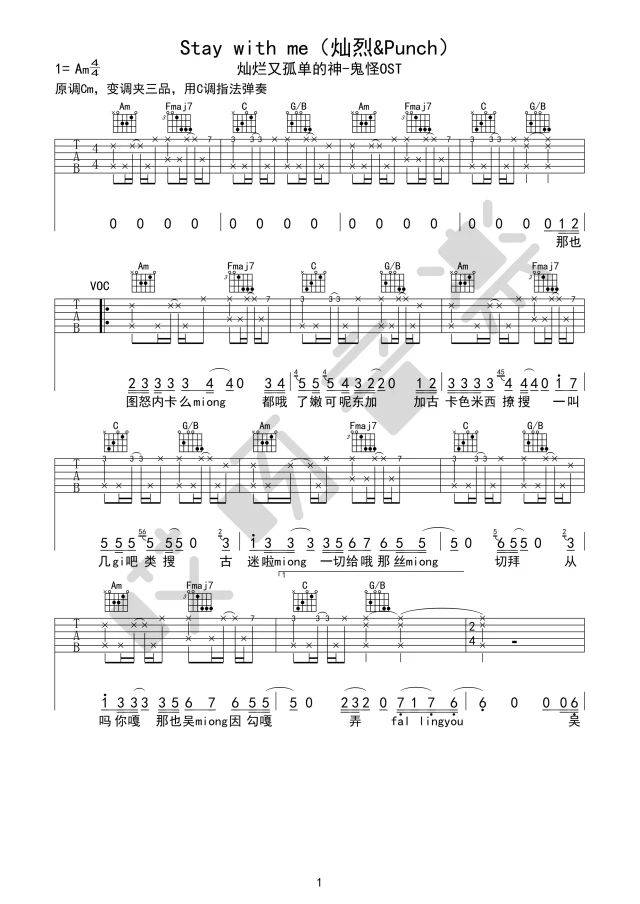 Stay with me（灿烈&Punch）
1= Am 4/4 灿烂又孤单的神-鬼怪OST
原调Cm，变调夹三品，用C调指法弹奏
Am Fmaj7 C G/B Am Fmaj7 C G/B
T A B 4 4
0 0 0 0 0 0 0 0 0 0 0 0 0 0 0 0 1 2
那也
Am Fmaj7 C G/B Am Fmaj7
VOC
T A B
2 3 3 3 3 4 4 0 3 4 5 5 4 3 2 2 0 3 4 3 3 3 3 4 4 4 0 1 7
图怒内卡么miong 都哦 了嫩可呢东加 加古 卡色米西 撩搜 一叫
C G/B Am Fmaj7 C G/B
T A B
5 5 5 5 5 5 0 3 1 3 3 3 5 6 7 6 5 5 5 0 6 5 5 0 3
几gi吧 类搜 古 迷啦miong 一切给哦那丝miong 切拜 从
┌1
Am Fmaj7 C G/B
T A B 2 4
1 3 3 3 5 6 7 6 5 5 5 0 2 3 2 0 7 6 7 6 6 0 0 0 6
吗你嘎 那也吴miong因勾嘎 弄 fal lingyou 吴
1